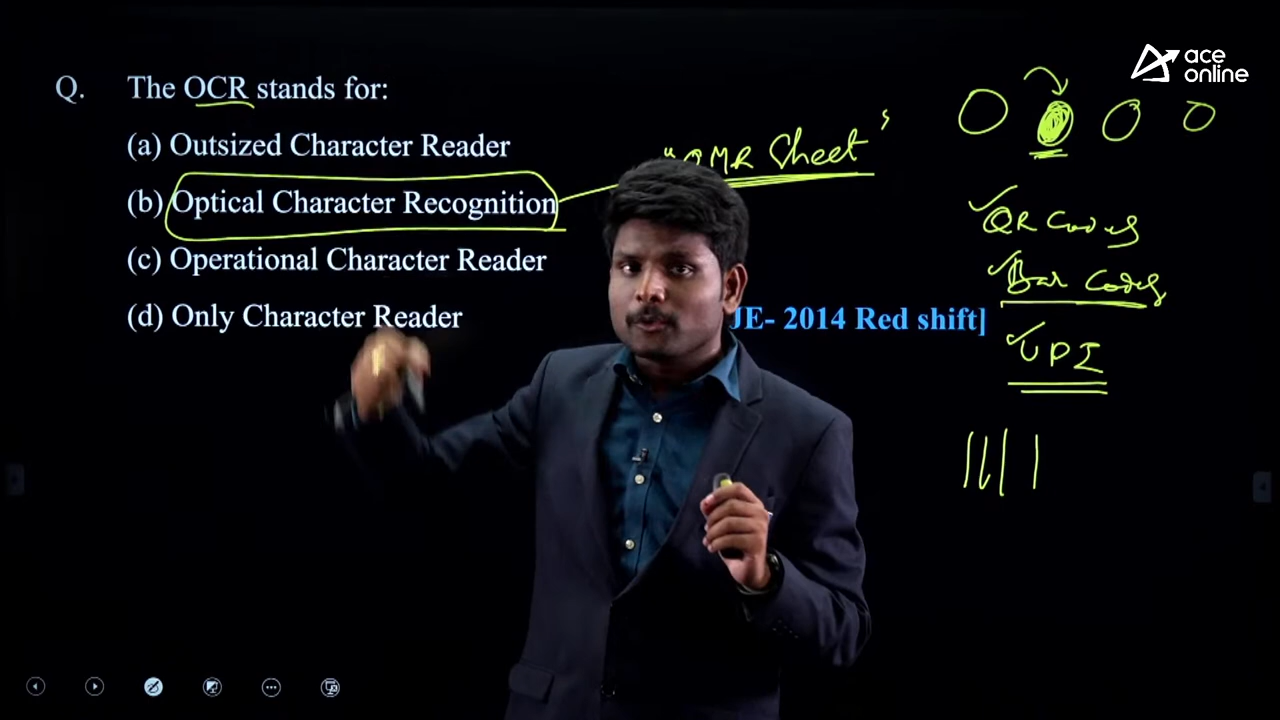 ace
online
Q. The OCR stands for:
(a) Outsized Character Reader
"OMR Sheet"
(b) Optical Character Recognition
QR Codes
(c) Operational Character Reader
Bar Codes
(d) Only Character Reader
JE- 2014 Red shift]
UPI